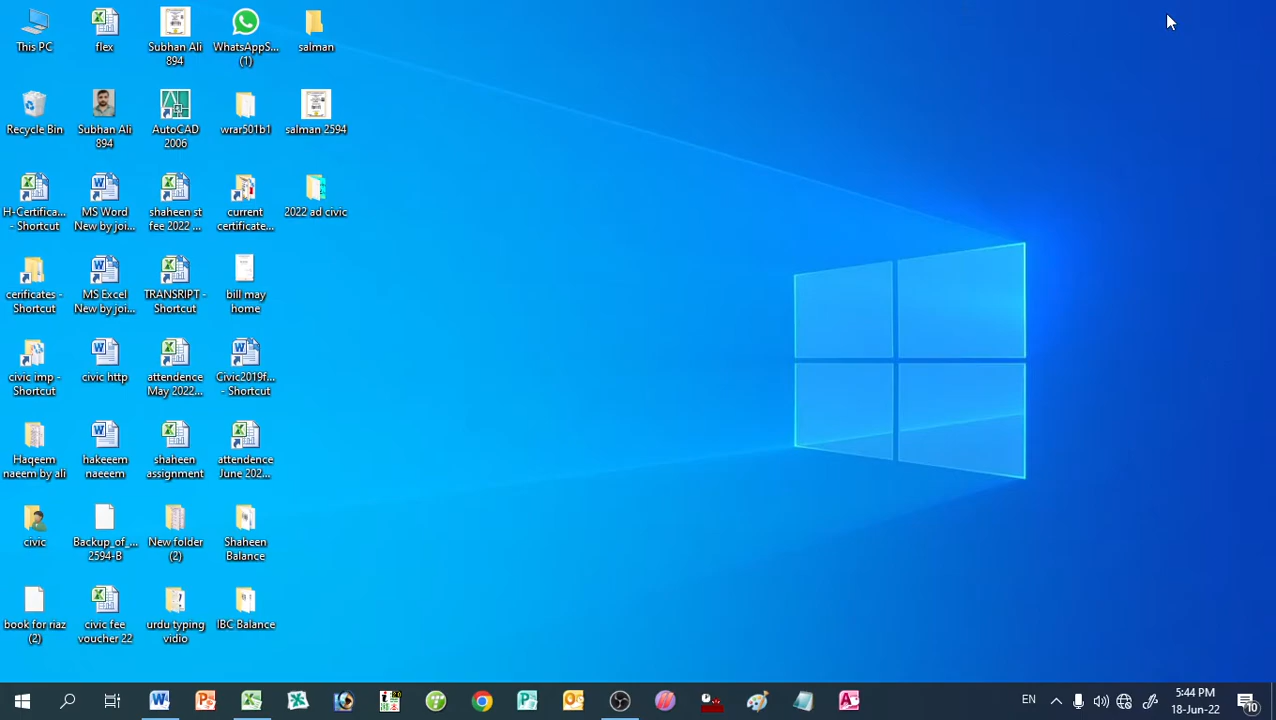 This PC
flex
Subhan Ali
894
WhatsAppS...
(1)
salman
Recycle Bin
Subhan Ali
894
AutoCAD
2006
wrar501b1
salman 2594
H-Certifica...
- Shortcut
MS Word
New by joi...
shaheen st
fee 2022 ...
current
certificate...
2022 ad civic
cerificates -
Shortcut
MS Excel
New by joi...
TRANSRIPT -
Shortcut
bill may
home
civic imp -
Shortcut
civic http
attendence
May 2022...
Civic2019f...
- Shortcut
Haqeem
naeem by ali
hakeeem
naeeem
shaheen
assignment
attendence
June 202...
civic
Backup_of_...
2594-B
New folder
(2)
Shaheen
Balance
book for riaz
(2)
civic fee
voucher 22
urdu typing
vidio
IBC Balance
EN
5:44 PM
18-Jun-22
10